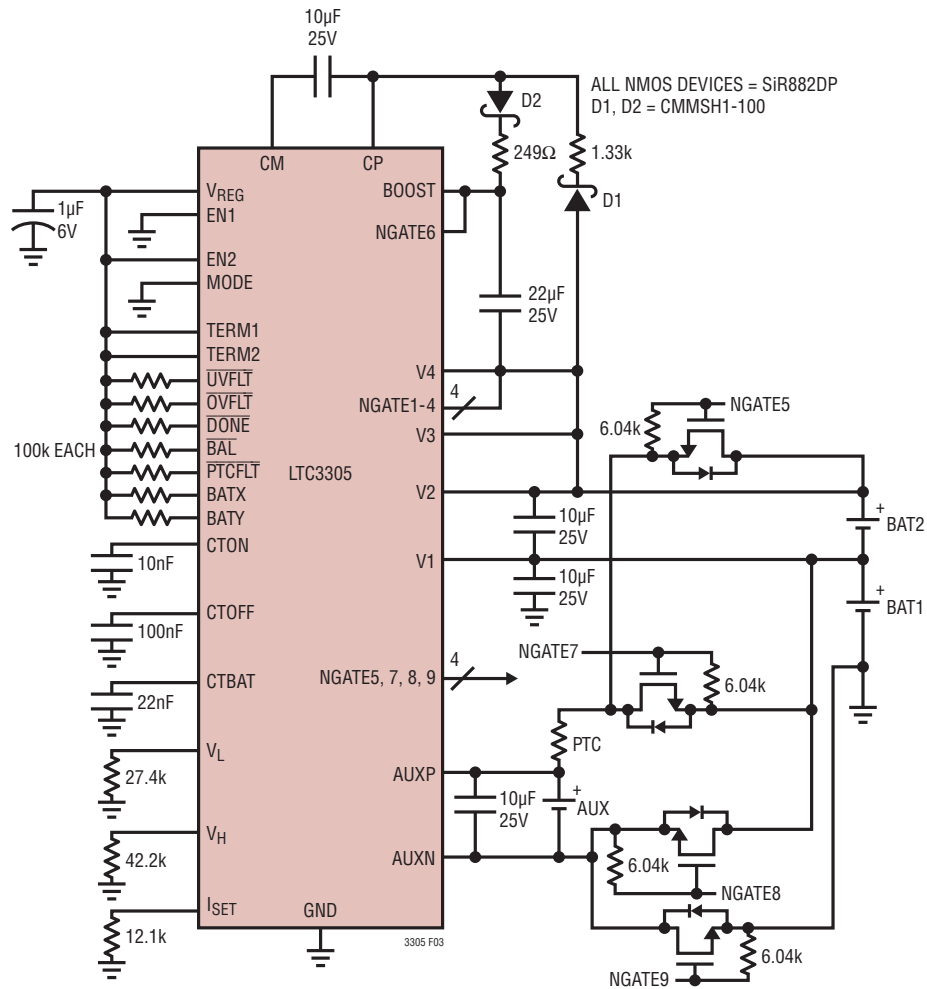 10µF
25V
ALL NMOS DEVICES = SiR882DP
D1, D2 = CMMSH1-100
D2
249Ω
1.33k
D1
CM
CP
1µF
6V
VREG
EN1
EN2
MODE
TERM1
TERM2
UVFLT
OVFLT
DONE
BAL
PTCFLT
BATX
BATY
100k EACH
CTON
10nF
CTOFF
100nF
CTBAT
22nF
VL
27.4k
VH
42.2k
ISET
12.1k
GND
LTC3305
BOOST
NGATE6
22µF
25V
V4
NGATE1-4
4
V3
V2
10µF
25V
V1
10µF
25V
NGATE5, 7, 8, 9
4
AUXP
10µF
25V
AUXN
+
AUX
PTC
6.04k
NGATE5
+
BAT2
+
BAT1
NGATE7
6.04k
6.04k
NGATE8
NGATE9
6.04k
3305 F03